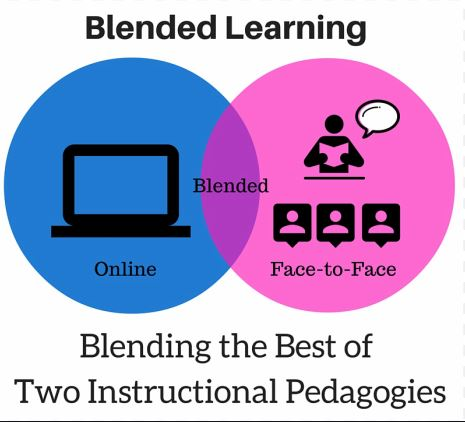 Blended Learning
Blended
Online
Face-to-Face
Blending the Best of
Two Instructional Pedagogies